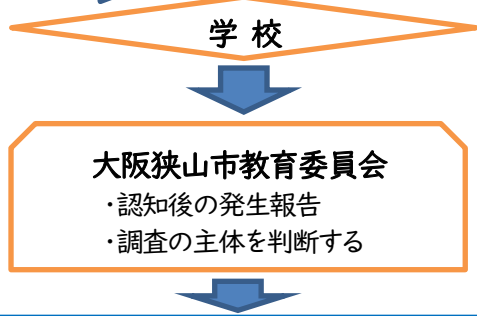 学 校
大阪狭山市教育委員会
・認知後の発生報告
・調査の主体を判断する